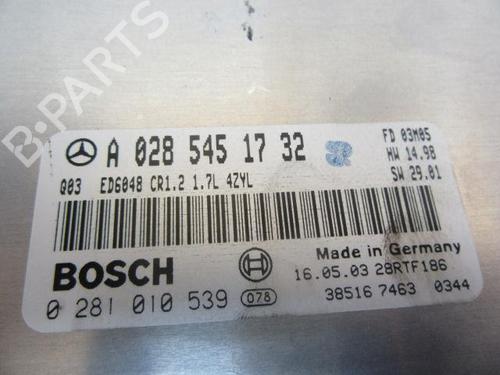 B-PARTS
A 028 545 17 32
FD 03M05
HW 14.98
SW 29.01
Q03 ED6048 CR1.2 1.7L 4ZYL
BOSCH
Made in Germany
16.05.03 28RTF186
0 281 010 539 078
38516 7463 0344